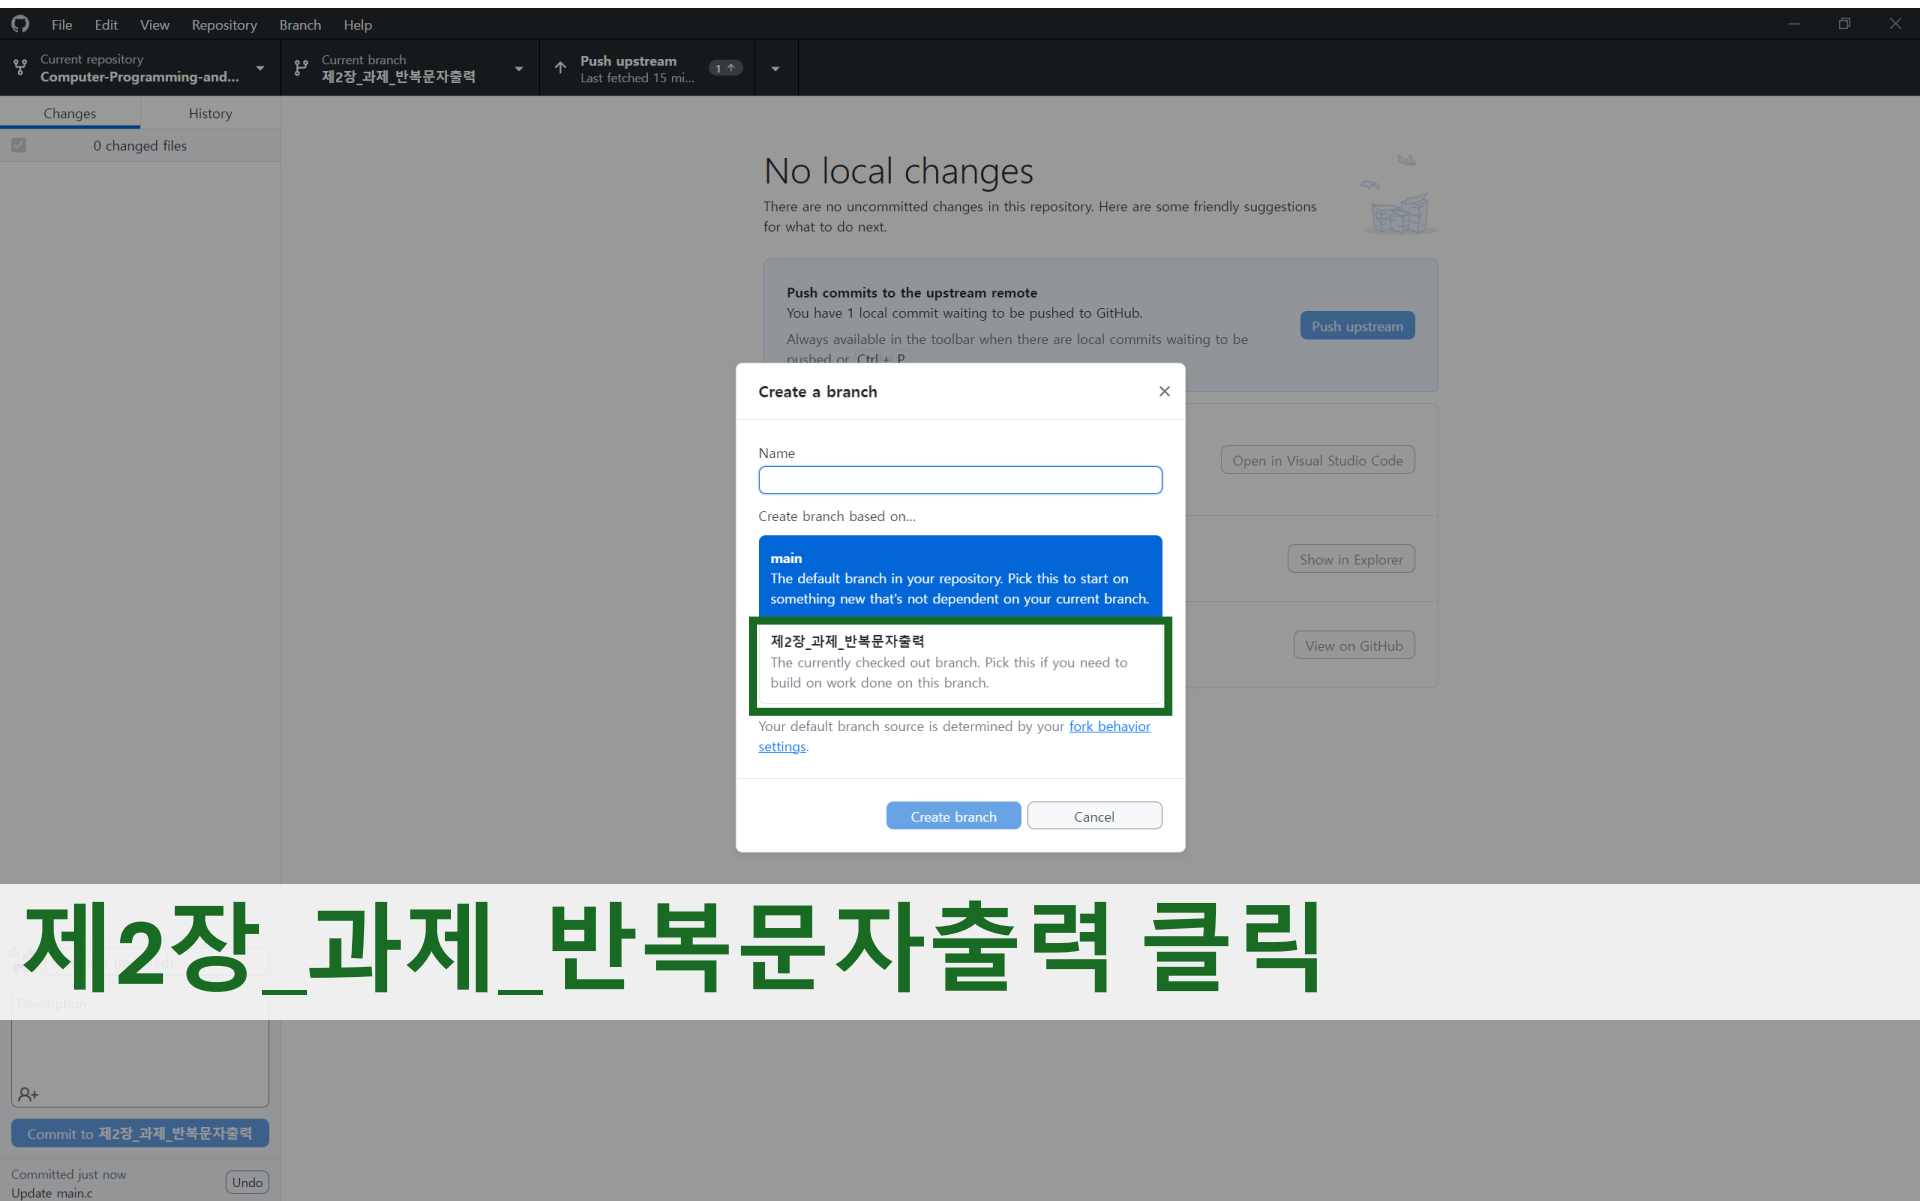 File Edit View Repository Branch Help
Current repository
Computer-Programming-and...
Current branch
제2장_과제_반복문자출력
Push upstream
Last fetched 15 mi...
1
Changes History
0 changed files
No local changes
There are no uncommitted changes in this repository. Here are some friendly suggestions
for what to do next.
Push commits to the upstream remote
You have 1 local commit waiting to be pushed to GitHub.
Always available in the toolbar when there are local commits waiting to be
pushed or Ctrl + P
Push upstream
Open in Visual Studio Code
Show in Explorer
View on GitHub
Create a branch
Name
Create branch based on...
main
The default branch in your repository. Pick this to start on
something new that's not dependent on your current branch.
제2장_과제_반복문자출력
The currently checked out branch. Pick this if you need to
build on work done on this branch.
Your default branch source is determined by your fork behavior
settings.
Create branch Cancel
제2장_과제_반복문자출력 클릭
Description
Commit to 제2장_과제_반복문자출력
Committed just now
Update main.c
Undo